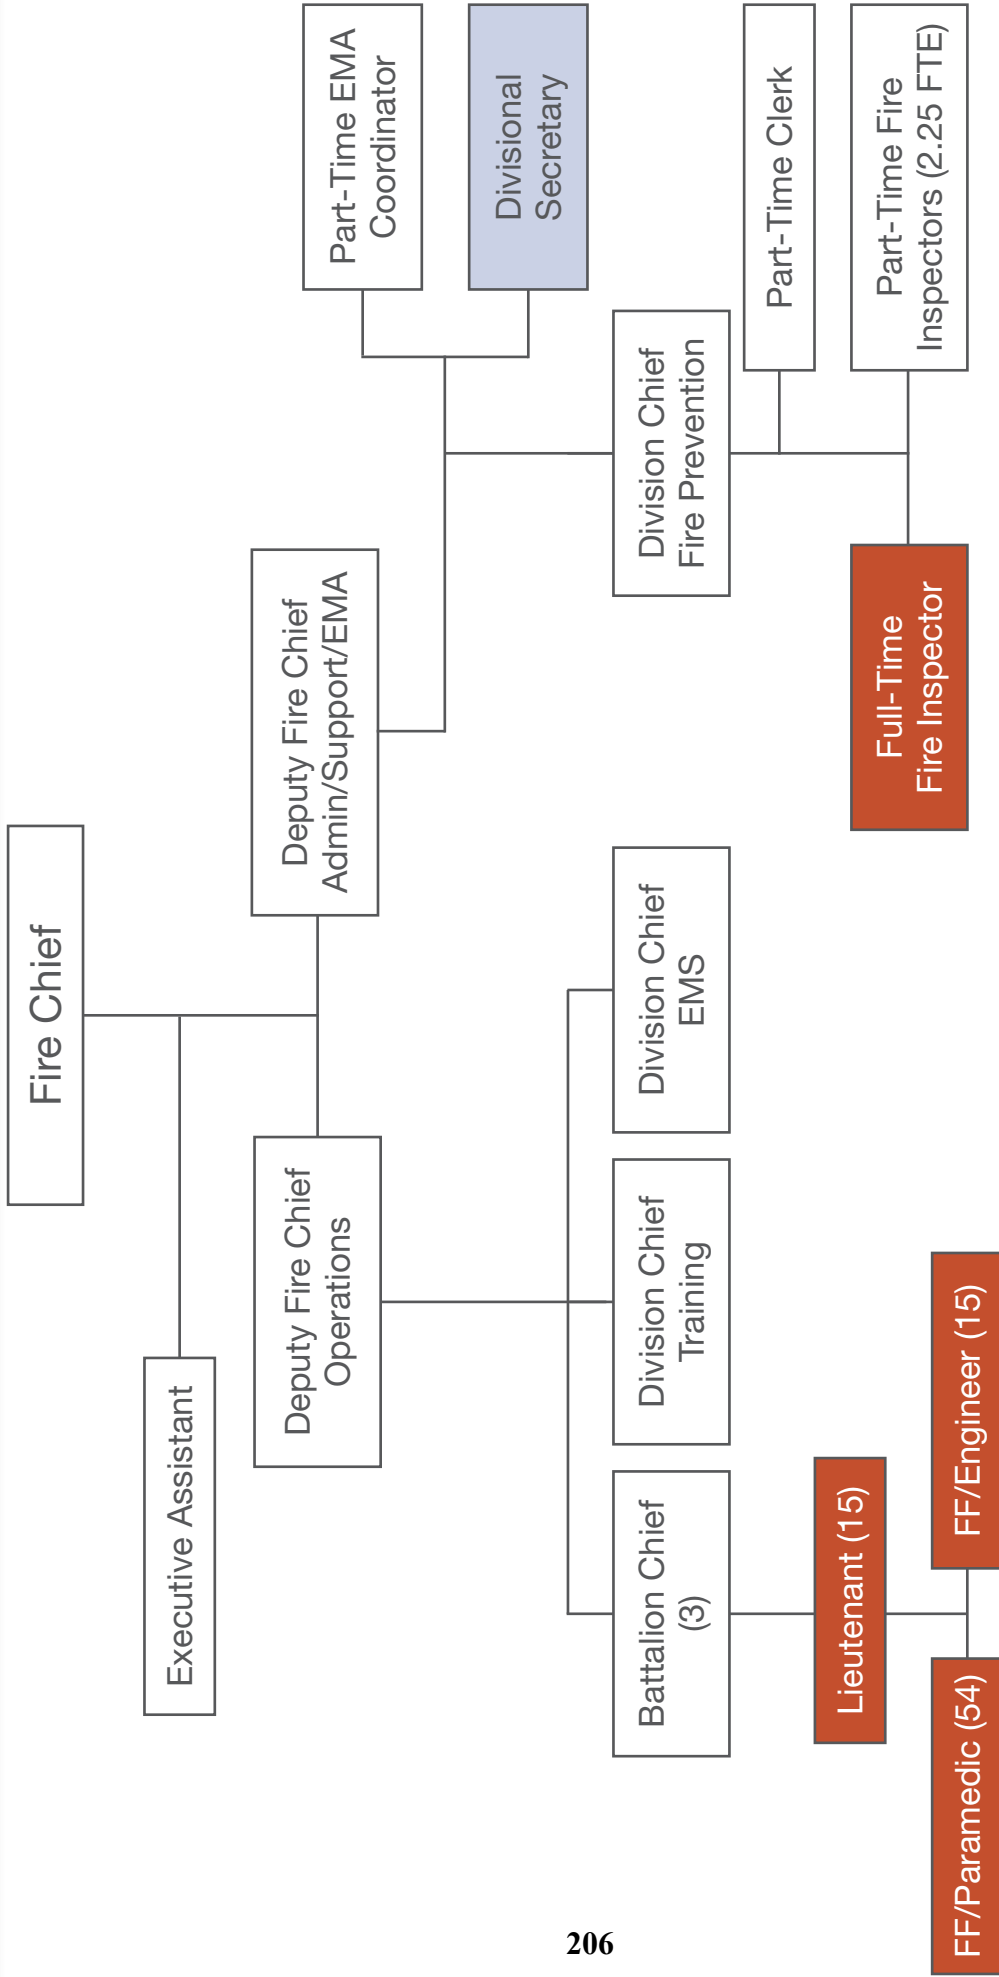 Fire Chief
Executive Assistant
Deputy Fire Chief
Operations
Deputy Fire Chief
Admin/Support/EMA
Part-Time EMA
Coordinator
Divisional
Secretary
Battalion Chief
(3)
Division Chief
Training
Division Chief
EMS
Division Chief
Fire Prevention
Part-Time Clerk
Lieutenant (15)
Full-Time
Fire Inspector
Part-Time Fire
Inspectors (2.25 FTE)
FF/Paramedic (54)
FF/Engineer (15)
206